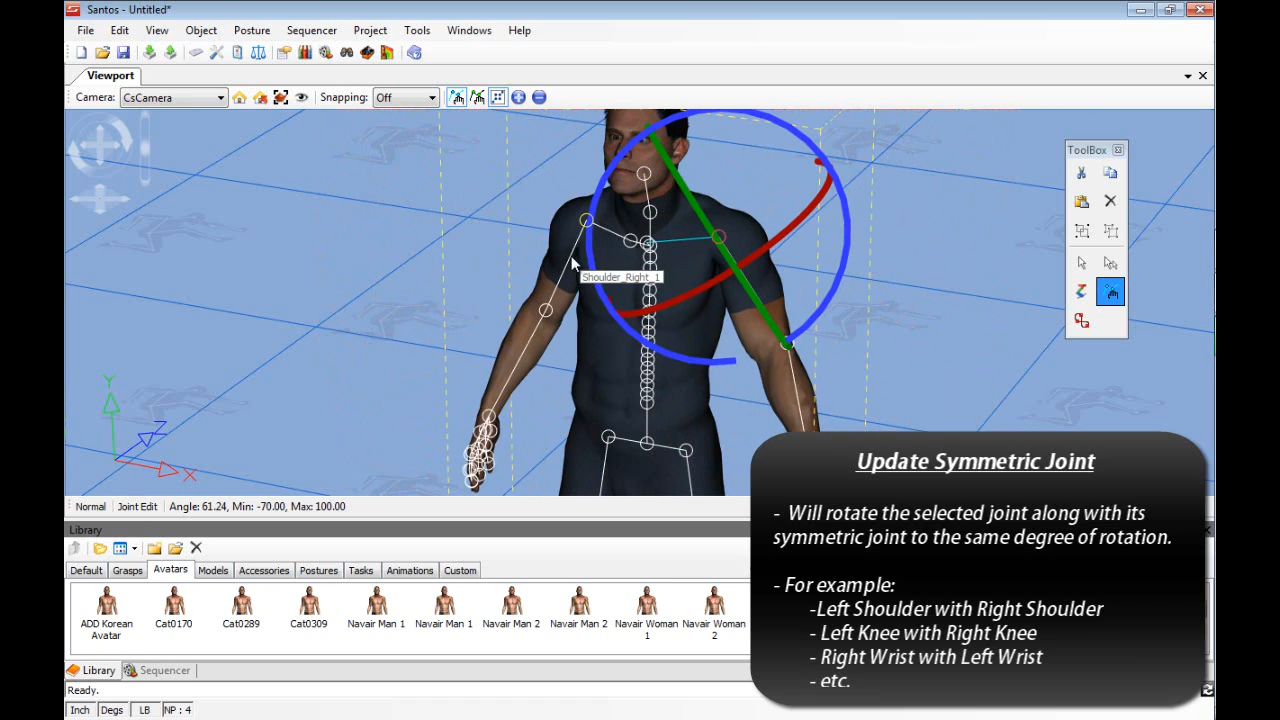 Santos - Untitled*
File Edit View Object Posture Sequencer Project Tools Windows Help
Viewport
Camera: CsCamera Snapping: Off
ToolBox
Shoulder_Right_1
Y
Z
X
Normal Joint Edit Angle: 61.24, Min: -70.00, Max: 100.00
Library
Default Grasps Avatars Models Accessories Postures Tasks Animations Custom
ADD Korean Avatar
Cat0170
Cat0289
Cat0309
Navair Man 1
Navair Man 1
Navair Man 2
Navair Man 2
Navair Woman 1
Navair Woman 2
Library Sequencer
Ready.
Inch Degs LB NP : 4
Update Symmetric Joint
- Will rotate the selected joint along with its
symmetric joint to the same degree of rotation.
- For example:
-Left Shoulder with Right Shoulder
- Left Knee with Right Knee
- Right Wrist with Left Wrist
- etc.